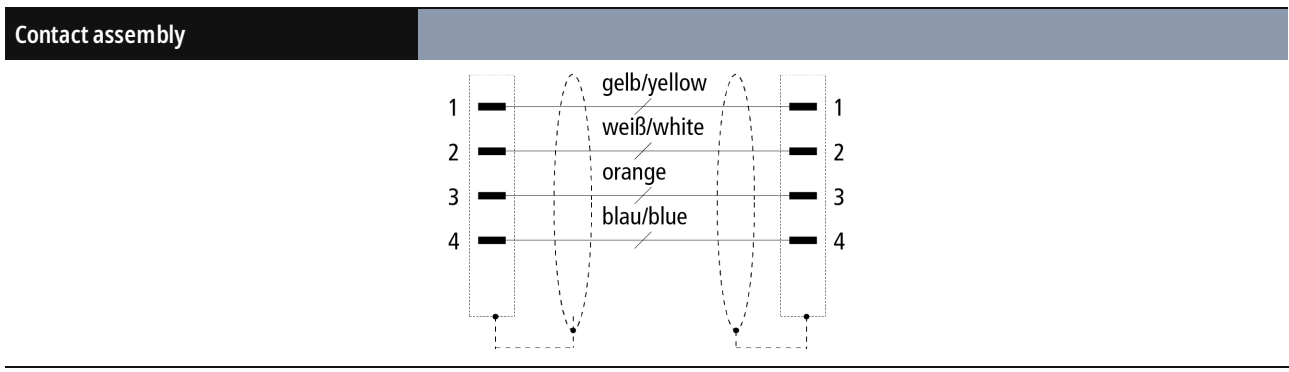 Contact assembly
gelb/yellow
1 1
weiß/white
2 2
orange
3 3
blau/blue
4 4